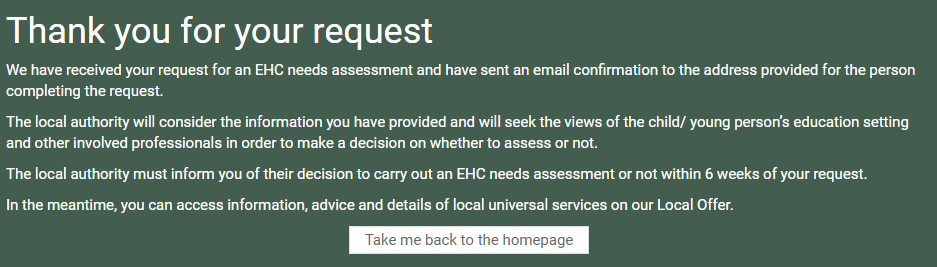 Thank you for your request
We have received your request for an EHC needs assessment and have sent an email confirmation to the address provided for the person
completing the request.
The local authority will consider the information you have provided and will seek the views of the child/ young person's education setting
and other involved professionals in order to make a decision on whether to assess or not.
The local authority must inform you of their decision to carry out an EHC needs assessment or not within 6 weeks of your request.
In the meantime, you can access information, advice and details of local universal services on our Local Offer.
Take me back to the homepage